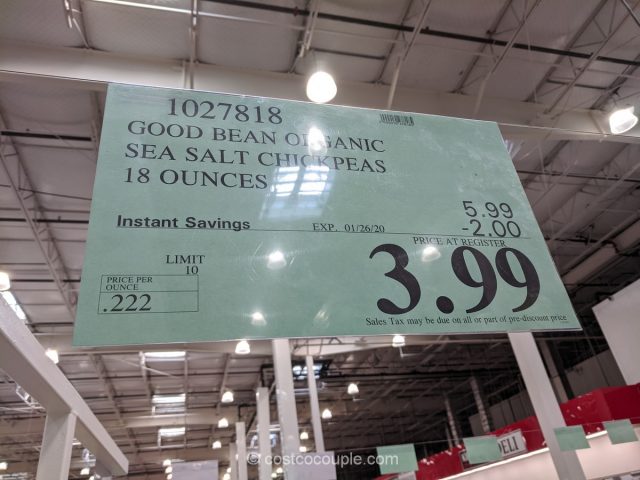 1027818
GOOD BEAN ORGANIC
SEA SALT CHICKPEAS
18 OUNCES
5.99
Instant Savings EXP. 01/26/20 -2.00
PRICE AT REGISTER
LIMIT
10
3.99
PRICE PER
OUNCE
.222
Sales Tax may be due on all or part of pre-discount price
DELI
© costcocouple.com